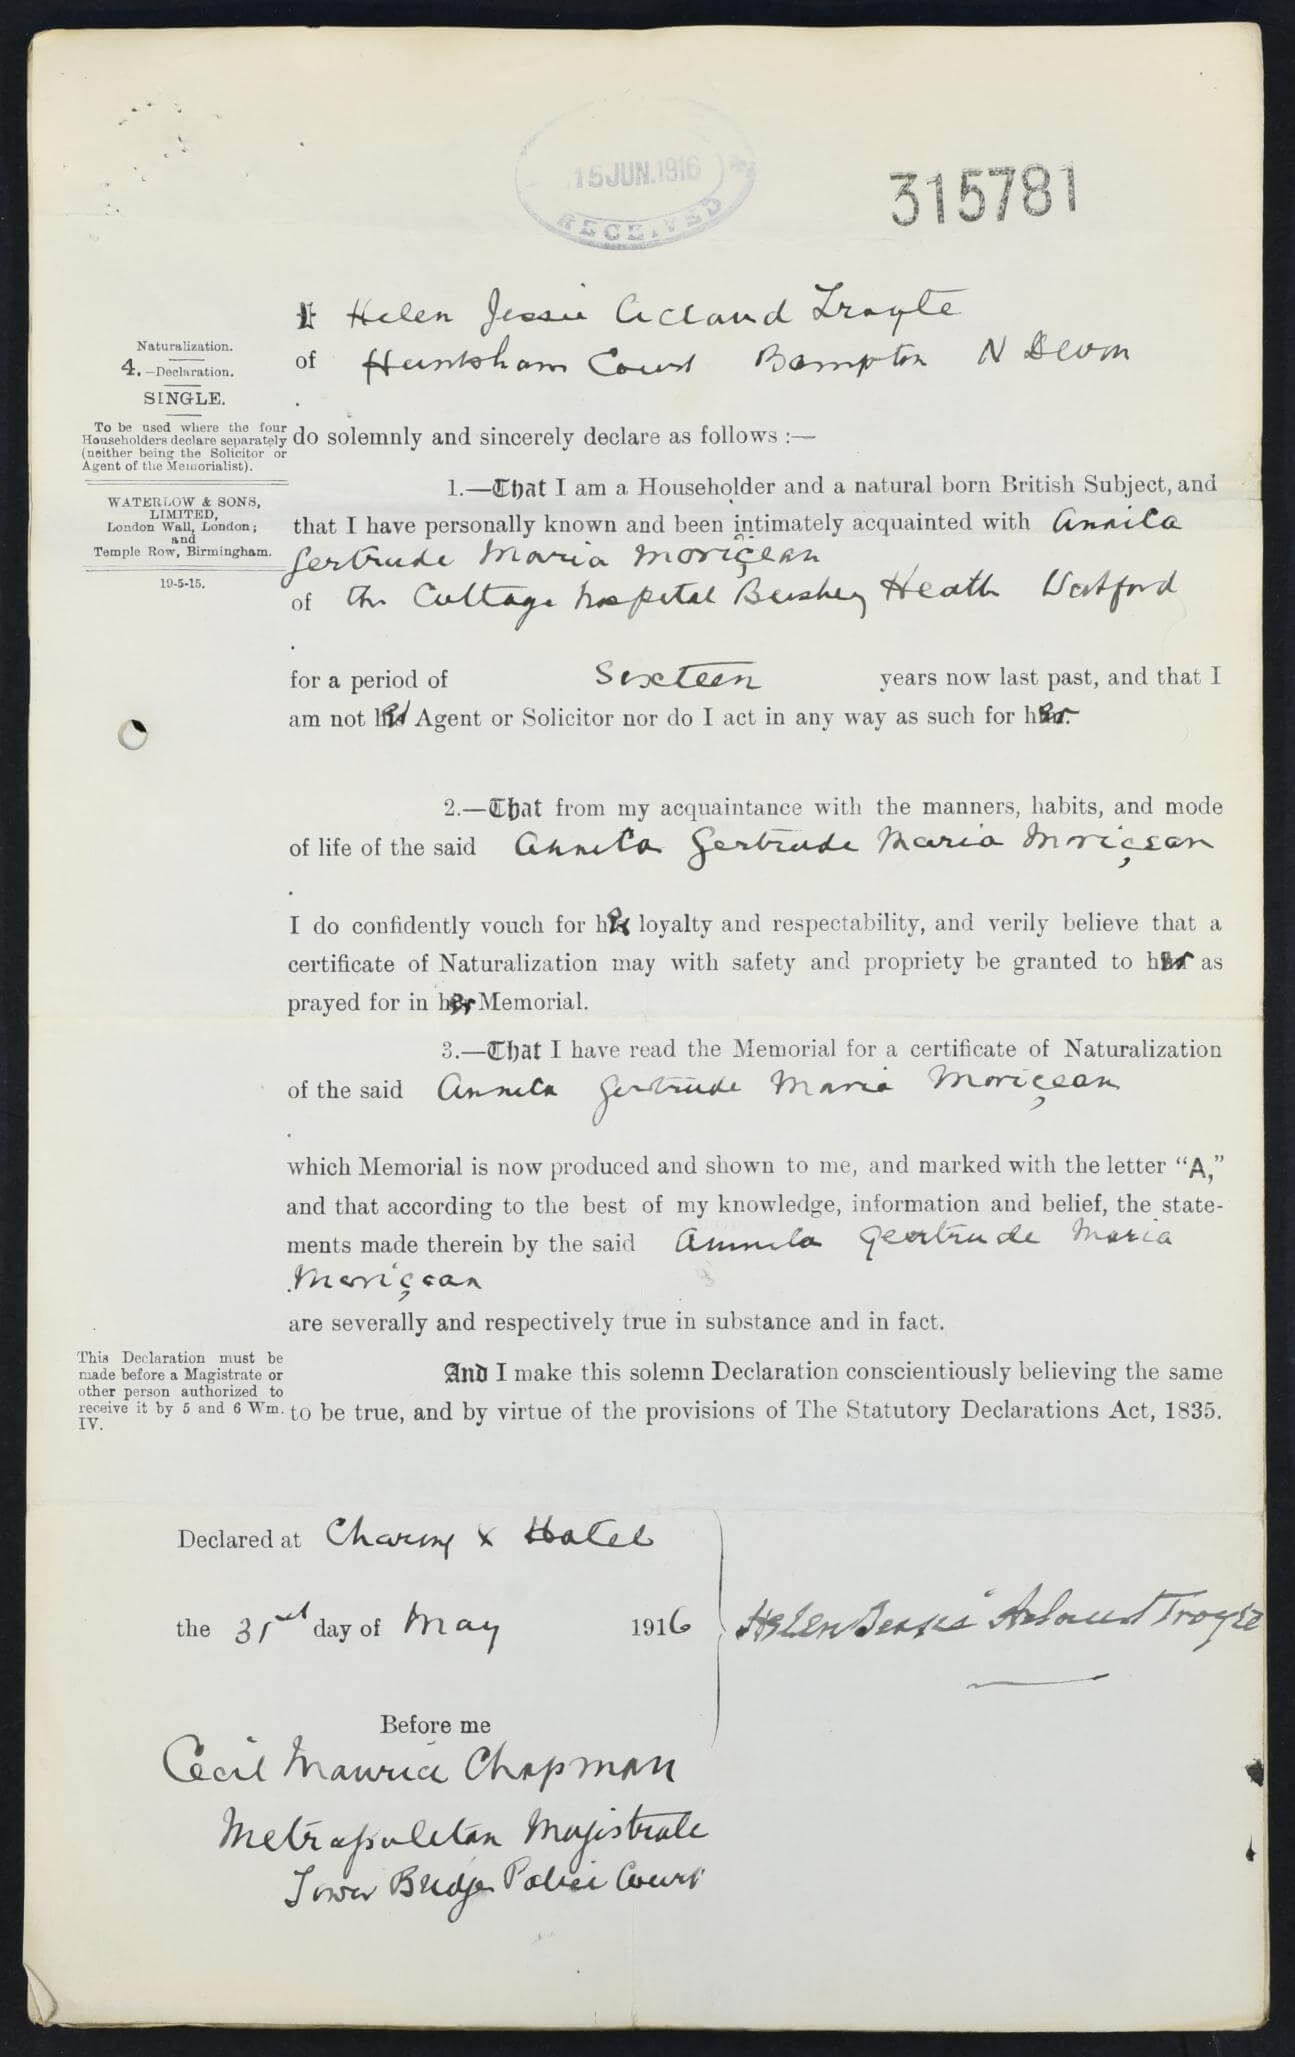 15 JUN. 1916
RECEIVED
315781
I Helen Jessie Acland Troyte
of Huntsham Court Bampton N Devon
Naturalization.
4.—Declaration.
SINGLE.
To be used where the four
Householders declare separately
(neither being the Solicitor or
Agent of the Memorialist).
WATERLOW & SONS,
LIMITED,
London Wall, London;
and
Temple Row, Birmingham.
19-5-15.
do solemnly and sincerely declare as follows :—
1.—That I am a Householder and a natural born British Subject, and
that I have personally known and been intimately acquainted with Annita
Gertrude Maria Moriçean
of the Cottage Hospital Bushey Heath Watford
for a period of Sixteen years now last past, and that I
am not her Agent or Solicitor nor do I act in any way as such for her.
2.—That from my acquaintance with the manners, habits, and mode
of life of the said Annita Gertrude Maria Moriçean
I do confidently vouch for her loyalty and respectability, and verily believe that a
certificate of Naturalization may with safety and propriety be granted to her as
prayed for in her Memorial.
3.—That I have read the Memorial for a certificate of Naturalization
of the said Annita Gertrude Maria Moriçean
which Memorial is now produced and shown to me, and marked with the letter "A,"
and that according to the best of my knowledge, information and belief, the state-
ments made therein by the said Annita Gertrude Maria
Moriçean
are severally and respectively true in substance and in fact.
This Declaration must be
made before a Magistrate or
other person authorized to
receive it by 5 and 6 Wm.
IV.
And I make this solemn Declaration conscientiously believing the same
to be true, and by virtue of the provisions of The Statutory Declarations Act, 1835.
Declared at Charing X Hotel
the 31st day of May 1916
Helen Jessie Acland Troyte
Before me
Cecil Maurice Chapman
Metropolitan Magistrate
Tower Bridge Police Court